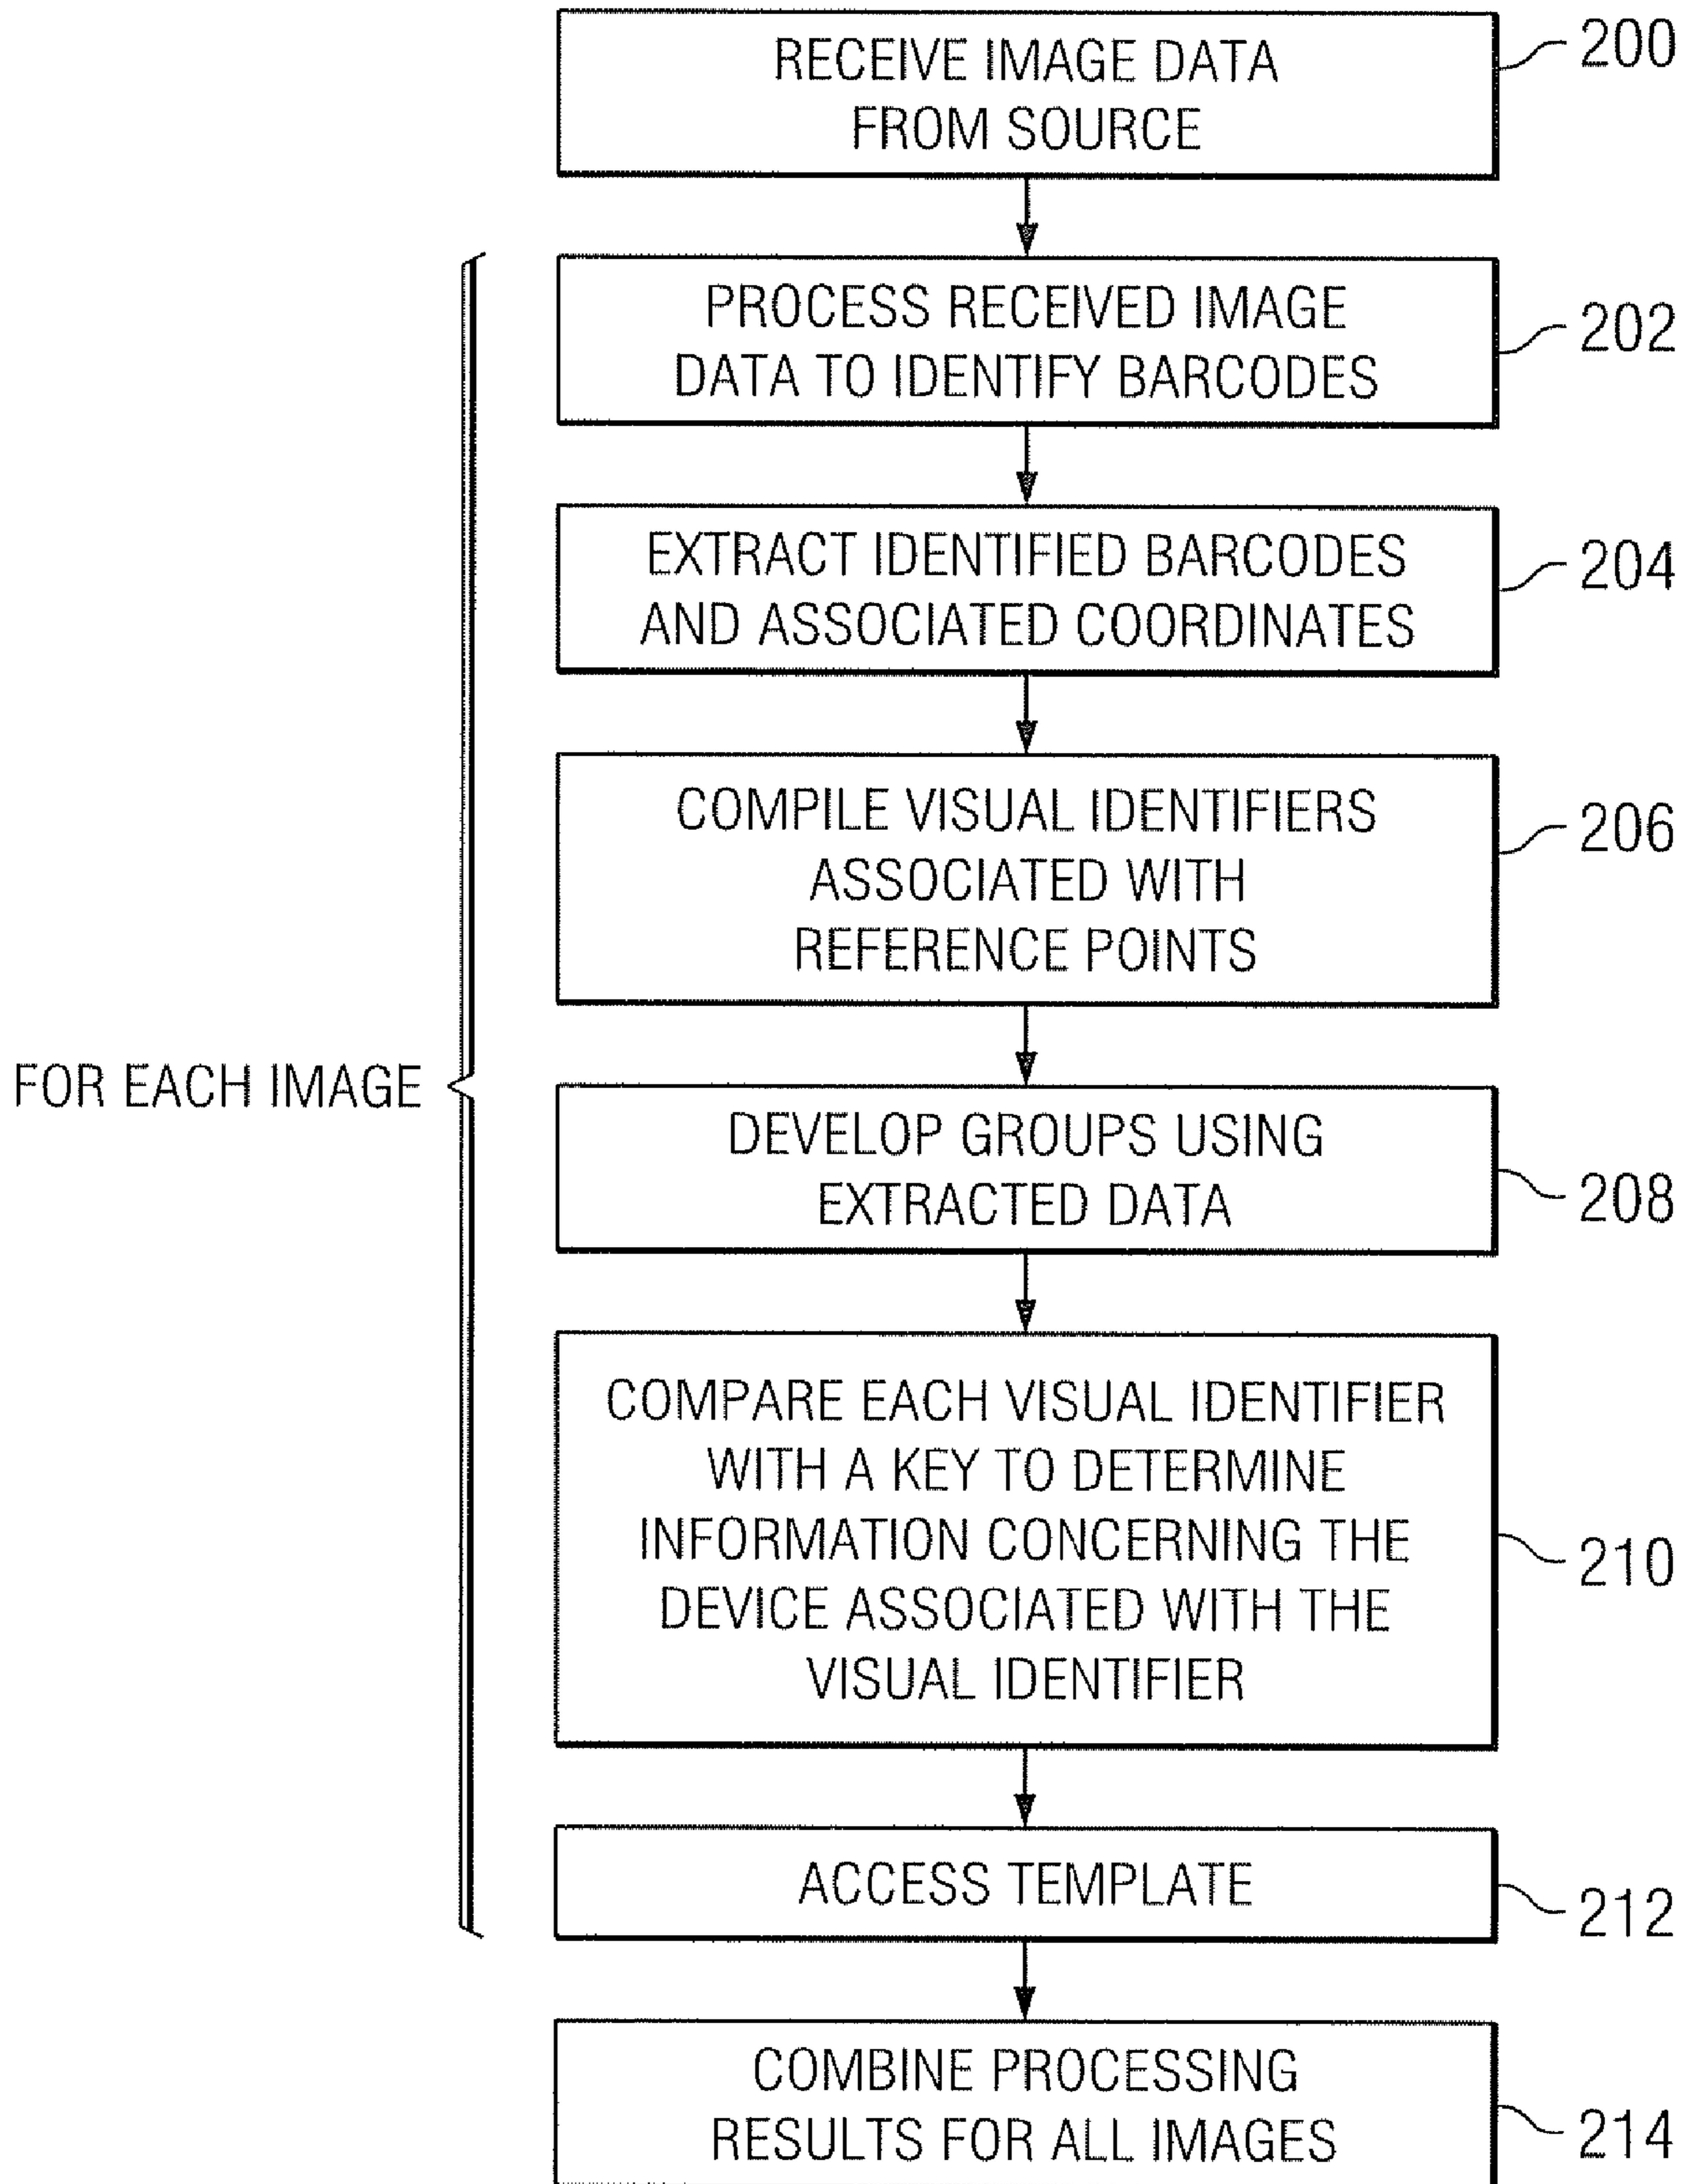 RECEIVE IMAGE DATA
FROM SOURCE
200
PROCESS RECEIVED IMAGE
DATA TO IDENTIFY BARCODES
202
EXTRACT IDENTIFIED BARCODES
AND ASSOCIATED COORDINATES
204
COMPILE VISUAL IDENTIFIERS
ASSOCIATED WITH
REFERENCE POINTS
206
FOR EACH IMAGE
DEVELOP GROUPS USING
EXTRACTED DATA
208
COMPARE EACH VISUAL IDENTIFIER
WITH A KEY TO DETERMINE
INFORMATION CONCERNING THE
DEVICE ASSOCIATED WITH THE
VISUAL IDENTIFIER
210
ACCESS TEMPLATE
212
COMBINE PROCESSING
RESULTS FOR ALL IMAGES
214